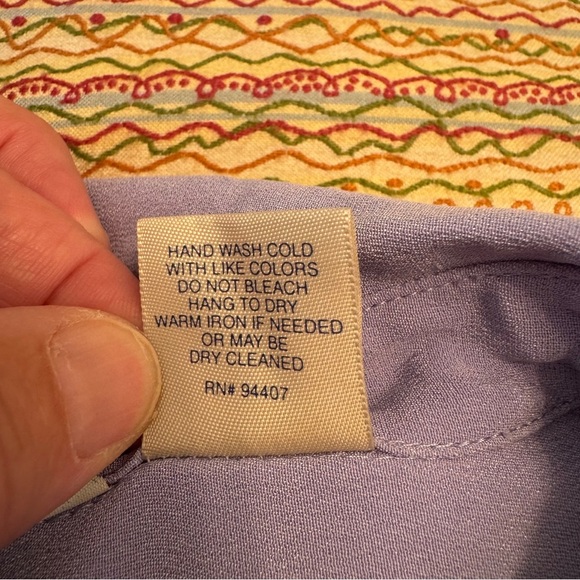 HAND WASH COLD
WITH LIKE COLORS
DO NOT BLEACH
HANG TO DRY
WARM IRON IF NEEDED
OR MAY BE
DRY CLEANED
RN# 94407